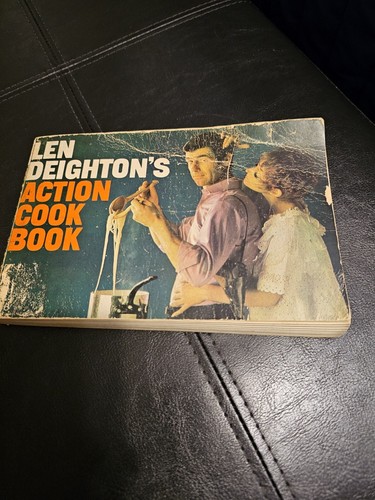 LEN
DEIGHTON'S
ACTION
COOK
BOOK